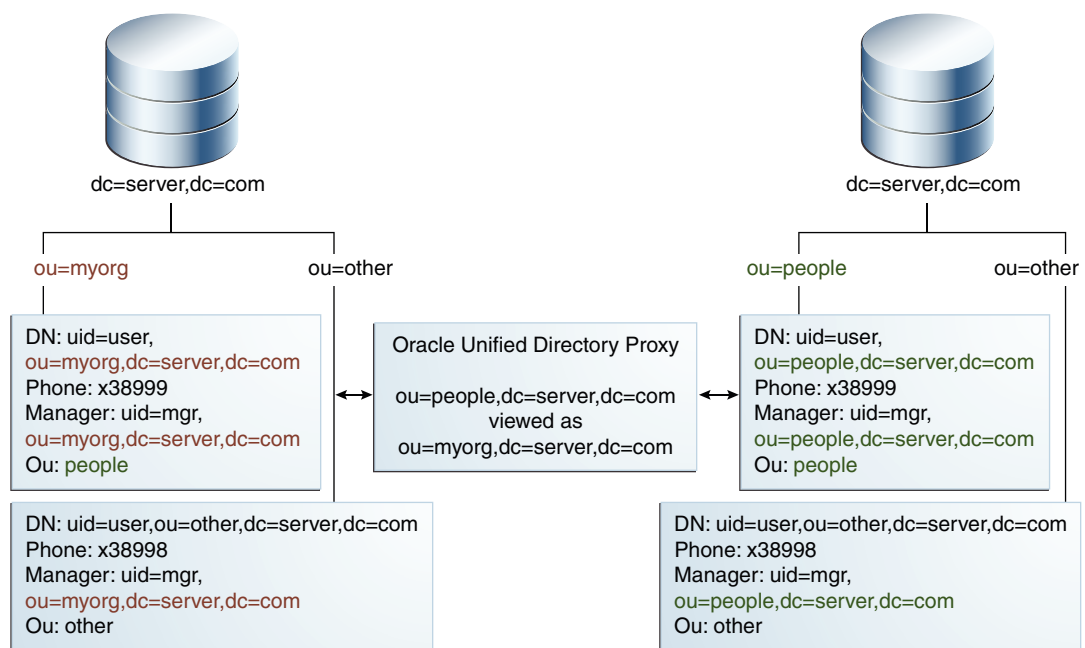 dc=server,dc=com
ou=myorg
ou=other
DN: uid=user,
ou=myorg,dc=server,dc=com
Phone: x38999
Manager: uid=mgr,
ou=myorg,dc=server,dc=com
Ou: people
DN: uid=user,ou=other,dc=server,dc=com
Phone: x38998
Manager: uid=mgr,
ou=myorg,dc=server,dc=com
Ou: other
Oracle Unified Directory Proxy
ou=people,dc=server,dc=com
viewed as
ou=myorg,dc=server,dc=com
dc=server,dc=com
ou=people
ou=other
DN: uid=user,
ou=people,dc=server,dc=com
Phone: x38999
Manager: uid=mgr,
ou=people,dc=server,dc=com
Ou: people
DN: uid=user,ou=other,dc=server,dc=com
Phone: x38998
Manager: uid=mgr,
ou=people,dc=server,dc=com
Ou: other